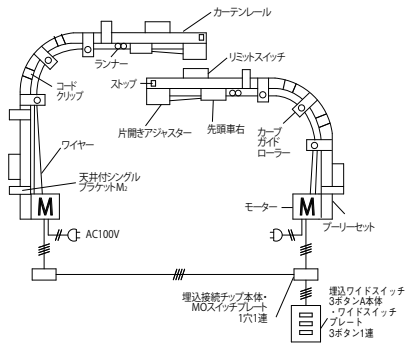 カーテンレール
ランナー
リミットスイッチ
ストップ
コード
クリップ
片開きアジャスター
先頭車右
カーブ
ガイド
ローラー
ワイヤー
天井付シングル
ブラケットM₂
M
M
モーター
プーリーセット
AC100V
埋込接続チップ本体・
MOスイッチプレート
1穴1連
埋込ワイドスイッチ
3ボタンA本体
・ワイドスイッチ
プレート
3ボタン1連